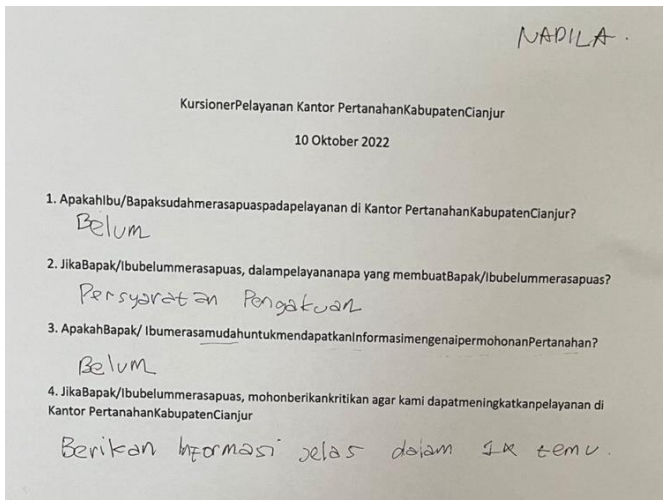 NADILA.
KursionerPelayanan Kantor PertanahanKabupatenCianjur
10 Oktober 2022
1. ApakahIbu/Bapaksudahmerasapuaspadapelayanan di Kantor PertanahanKabupatenCianjur?
Belum
2. JikaBapak/Ibubelummerasapuas, dalampelayananapa yang membuatBapak/Ibubelummerasapuas?
Persyaratan Pengakuan
3. ApakahBapak/ IbumerasamudahuntukmendapatkanInformasimengenaipermohonanPertanahan?
Belum
4. JikaBapak/Ibubelummerasapuas, mohonberikankritikan agar kami dapatmeningkatkanpelayanan di
Kantor PertanahanKabupatenCianjur
Berikan Informasi jelas dalam 1x temu.